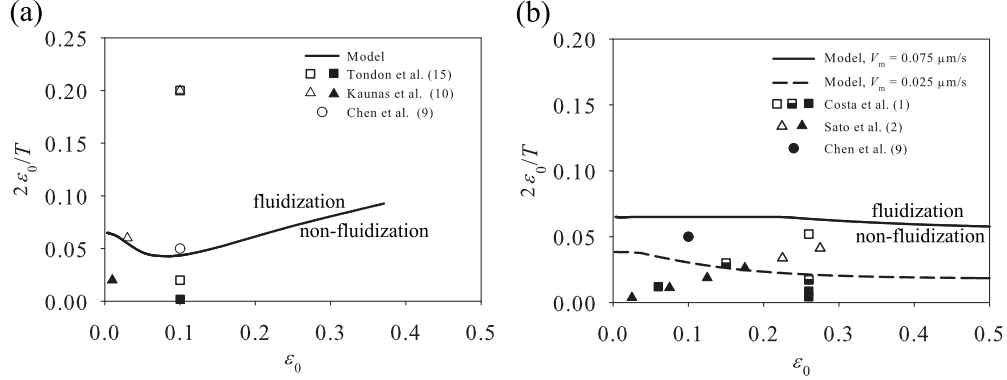 (a)
0.25
0.20
0.15
0.10
0.05
0.00
2ε0/T
Model
Tondon et al. (15)
Kaunas et al. (10)
Chen et al. (9)
fluidization
non-fluidization
0.0 0.1 0.2 0.3 0.4 0.5
ε0
(b)
0.20
0.15
0.10
0.05
0.00
2ε0/T
Model, Vm = 0.075 µm/s
Model, Vm = 0.025 µm/s
Costa et al. (1)
Sato et al. (2)
Chen et al. (9)
fluidization
non-fluidization
0.0 0.1 0.2 0.3 0.4 0.5
ε0